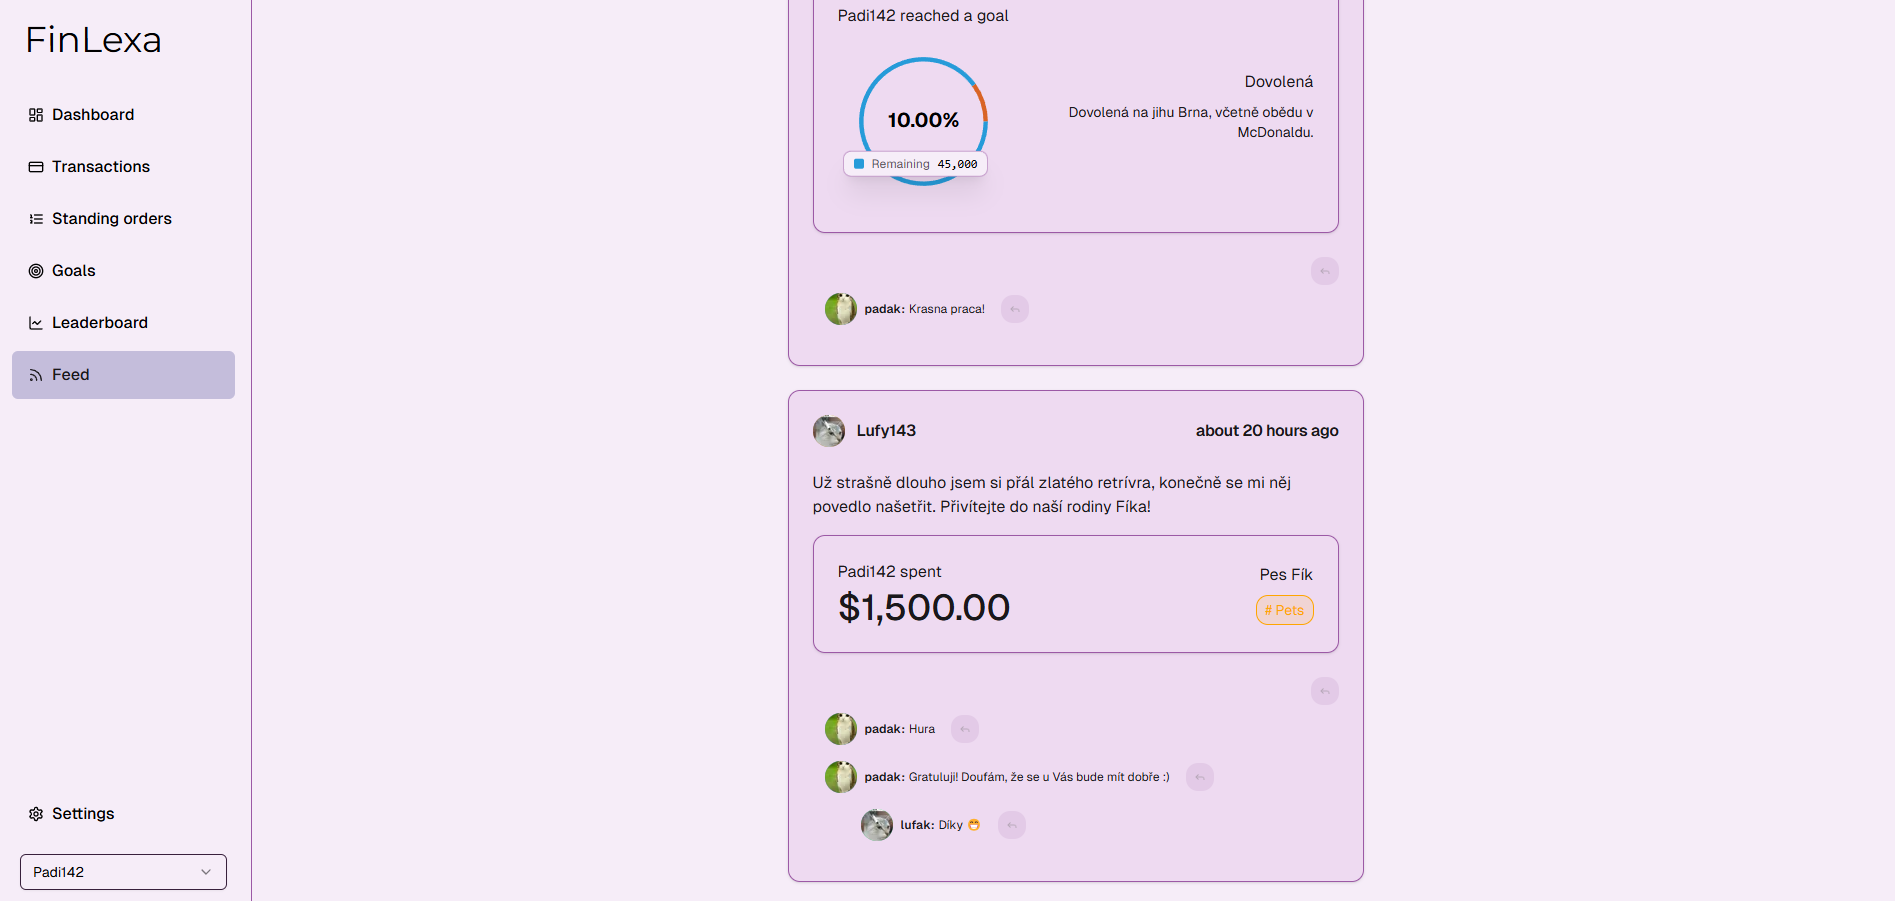 FinLexa
Dashboard
Transactions
Standing orders
Goals
Leaderboard
Feed
Settings
Padi142
Padi142 reached a goal
10.00%
Remaining 45,000
Dovolená
Dovolená na jihu Brna, včetně obědu v
McDonaldu.
padak: Krasna praca!
Lufy143
about 20 hours ago
Už strašně dlouho jsem si přál zlatého retrívra, konečně se mi něj
povedlo našetřit. Přivítejte do naší rodiny Fíka!
Padi142 spent
$1,500.00
Pes Fík
# Pets
padak: Hura
padak: Gratuluji! Doufám, že se u Vás bude mít dobře :)
lufak: Díky 😁